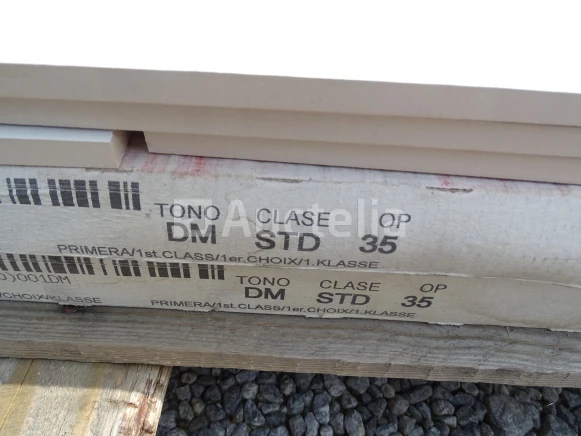 TONO CLASE OP
DM STD 35
PRIMERA/1st.CLASS/1er.CHOIX/1.KLASSE
TONO CLASE OP
DM STD 35
PRIMERA/1st.CLASS/1er.CHOIX/1.KLASSE